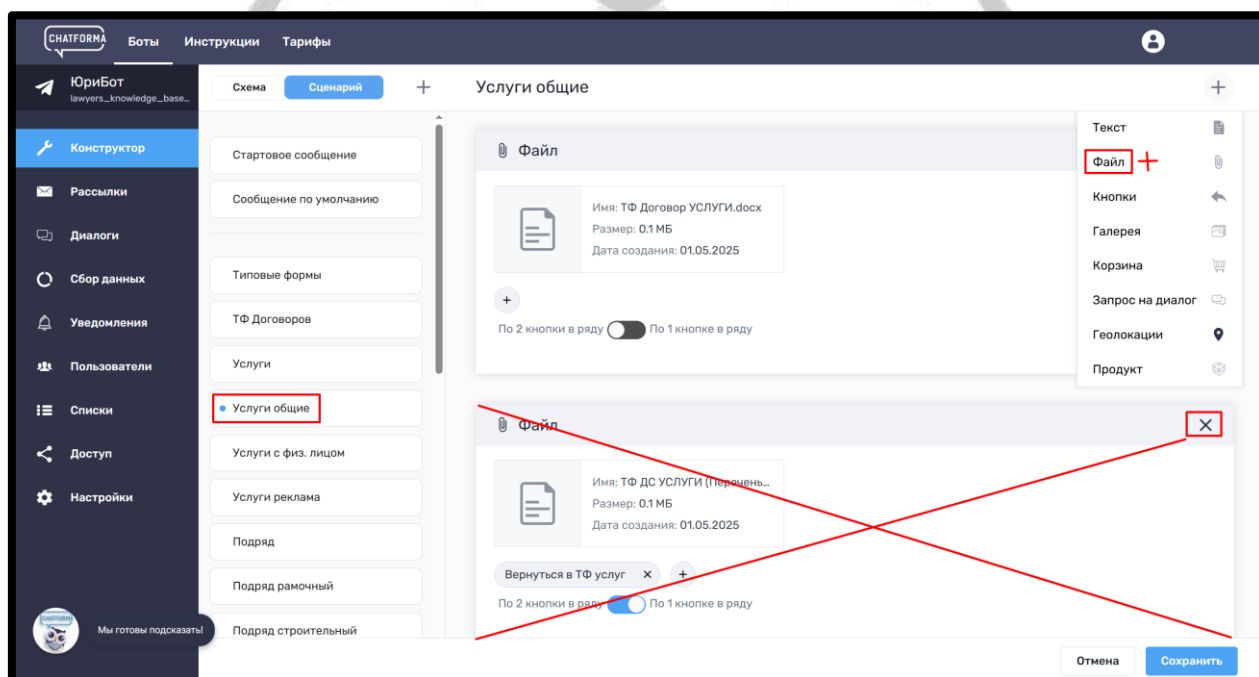 CHATFORMA
Боты
Инструкции
Тарифы
ЮриБот
lawyers_knowledge_base...
Схема
Сценарий
Услуги общие
Конструктор
Рассылки
Диалоги
Сбор данных
Уведомления
Пользователи
Списки
Доступ
Настройки
CHATFORMA
Мы готовы подсказать!
Стартовое сообщение
Сообщение по умолчанию
Типовые формы
ТФ Договоров
Услуги
Услуги общие
Услуги с физ. лицом
Услуги реклама
Подряд
Подряд рамочный
Подряд строительный
Файл
Имя: ТФ Договор УСЛУГИ.docx
Размер: 0.1 МБ
Дата создания: 01.05.2025
+
По 2 кнопки в ряду
По 1 кнопке в ряду
Файл
Имя: ТФ ДС УСЛУГИ (Перечень...
Размер: 0.1 МБ
Дата создания: 01.05.2025
Вернуться в ТФ услуг
+
По 2 кнопки в ряду
По 1 кнопке в ряду
Текст
Файл
Кнопки
Галерея
Корзина
Запрос на диалог
Геолокации
Продукт
Отмена
Сохранить